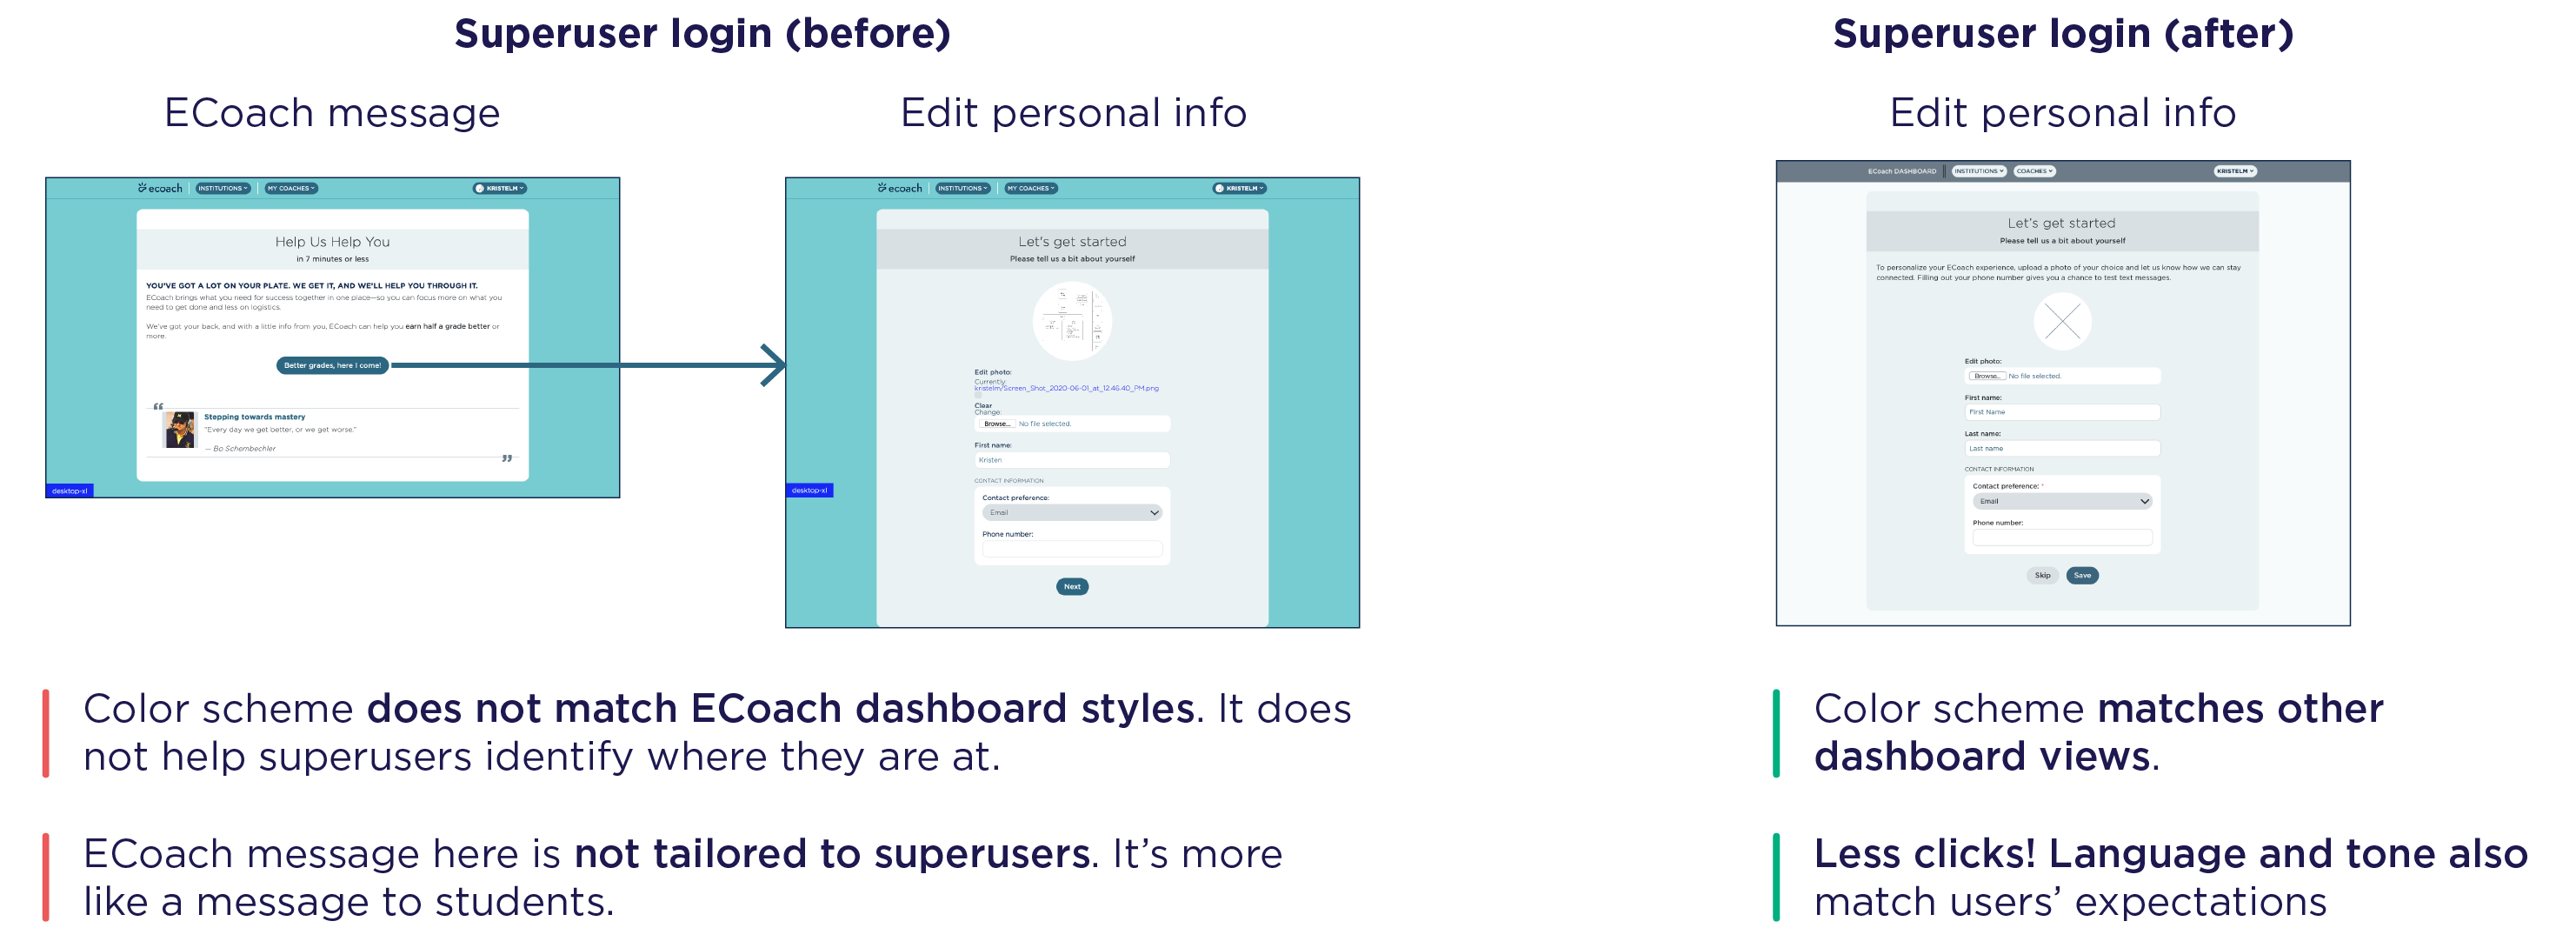 Superuser login (before)
ECoach message
ecoach
INSTITUTIONS
MY COACHES
KRISTELM
Help Us Help You
in 7 minutes or less
YOU'VE GOT A LOT ON YOUR PLATE. WE GET IT, AND WE'LL HELP YOU THROUGH IT.
ECoach brings what you need for success together in one place—so you can focus more on what you
need to get done and less on logistics.
We've got your back, and with a little info from you, ECoach can help you earn half a grade better or
more.
Better grades, here I come!
“
Stepping towards mastery
"Every day we get better, or we get worse."
— Bo Schembechler
”
desktop-xl
Edit personal info
ecoach
INSTITUTIONS
MY COACHES
KRISTELM
Let's get started
Please tell us a bit about yourself
Edit photo:
Currently:
kristelm/Screen_Shot_2020-06-01_at_12.46.40_PM.png
Clear
Change:
Browse... No file selected.
First name:
Kristen
CONTACT INFORMATION
Contact preference:
Email
Phone number:
Next
desktop-xl
Color scheme does not match ECoach dashboard styles. It does
not help superusers identify where they are at.
ECoach message here is not tailored to superusers. It’s more
like a message to students.
Superuser login (after)
Edit personal info
ECoach DASHBOARD
INSTITUTIONS
COACHES
KRISTELM
Let's get started
Please tell us a bit about yourself
To personalize your ECoach experience, upload a photo of your choice and let us know how we can stay
connected. Filling out your phone number gives you a chance to test text messages.
Edit photo:
Browse... No file selected.
First name:
First Name
Last name:
Last name
CONTACT INFORMATION
Contact preference: *
Email
Phone number:
Skip
Save
Color scheme matches other
dashboard views.
Less clicks! Language and tone also
match users’ expectations